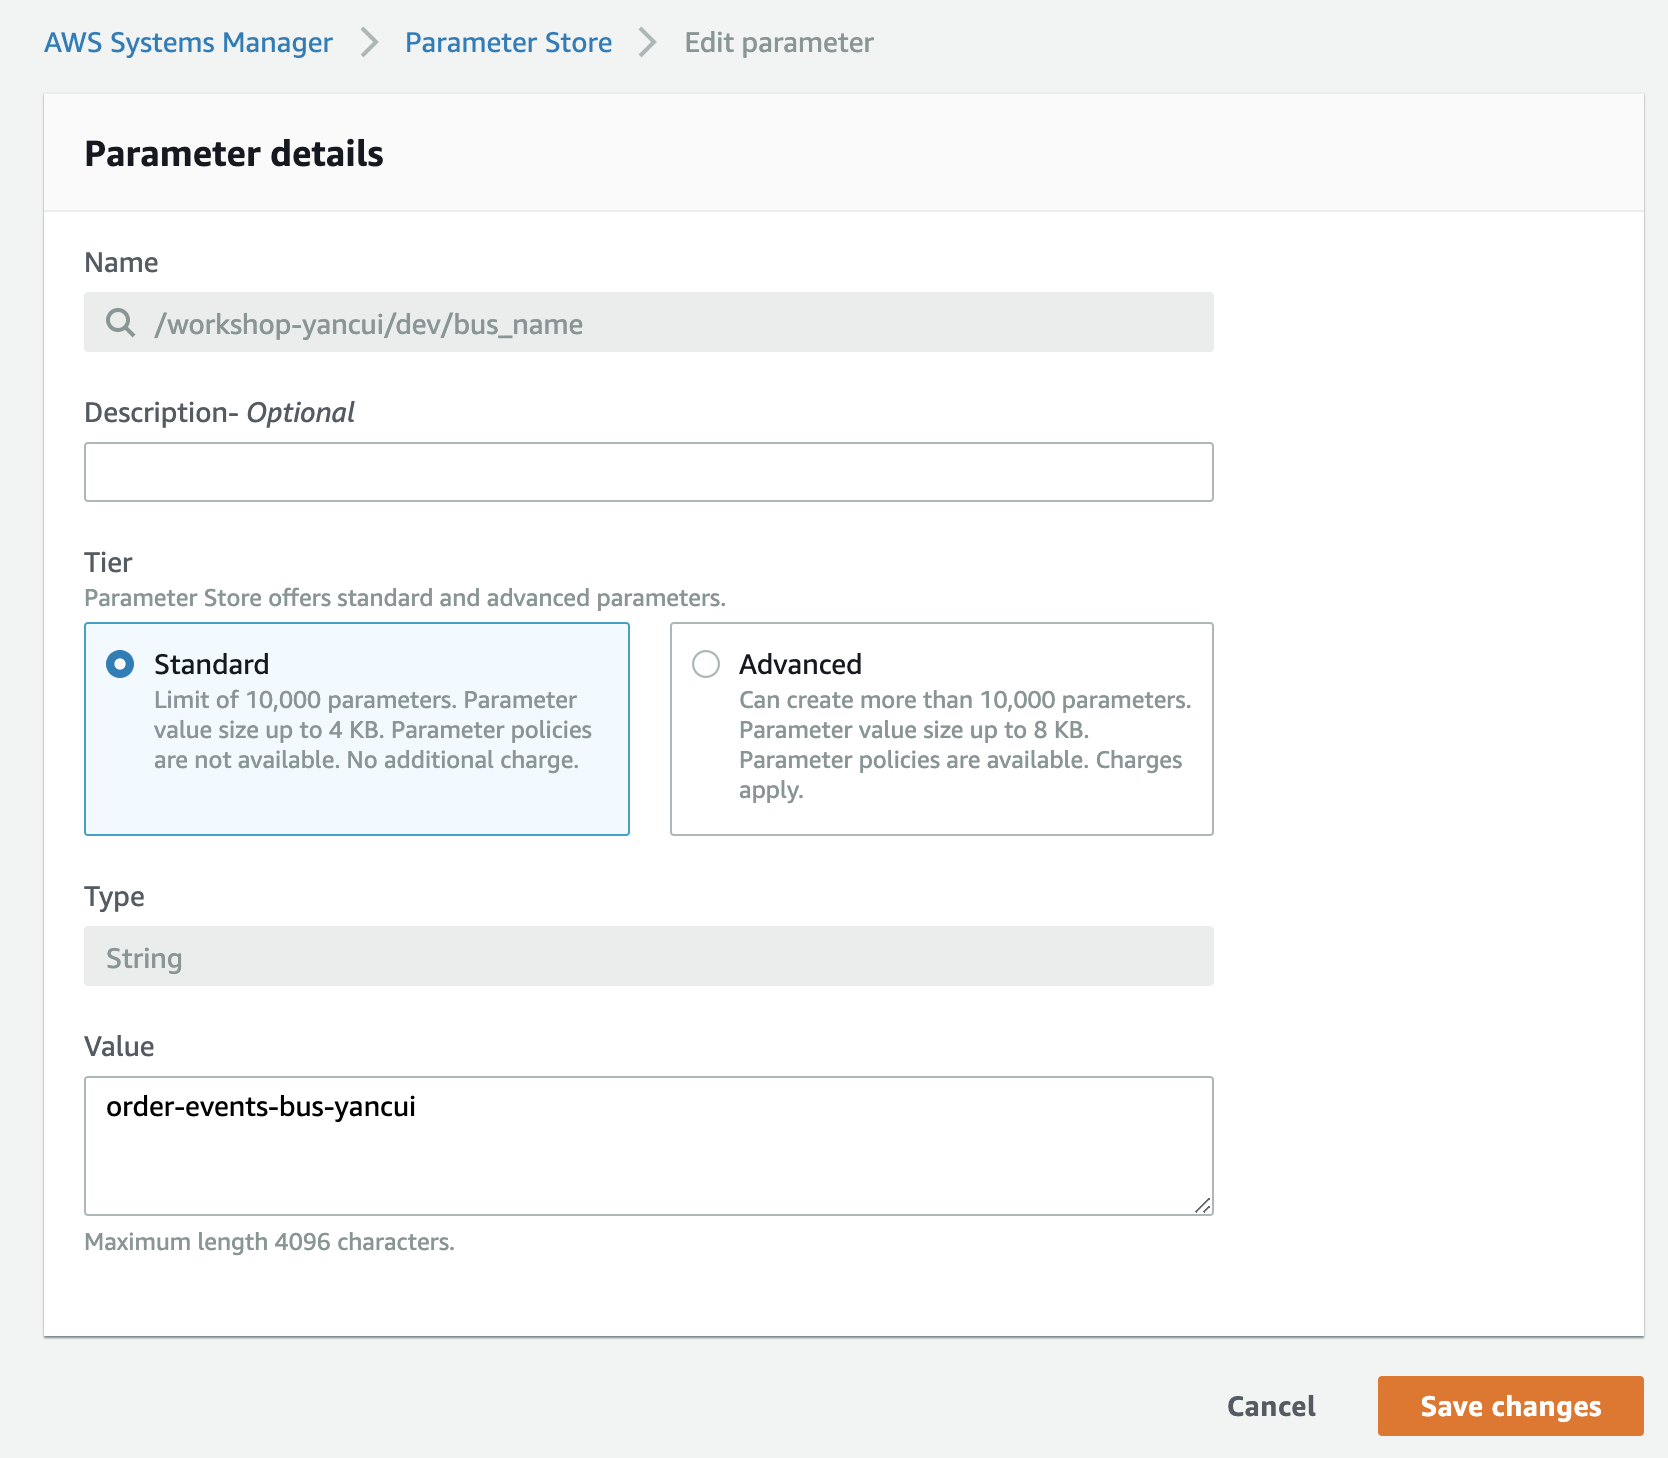 AWS Systems Manager > Parameter Store > Edit parameter
Parameter details
Name
/workshop-yancui/dev/bus_name
Description- Optional
Tier
Parameter Store offers standard and advanced parameters.
Standard
Limit of 10,000 parameters. Parameter
value size up to 4 KB. Parameter policies
are not available. No additional charge.
Advanced
Can create more than 10,000 parameters.
Parameter value size up to 8 KB.
Parameter policies are available. Charges
apply.
Type
String
Value
order-events-bus-yancui
Maximum length 4096 characters.
Cancel
Save changes